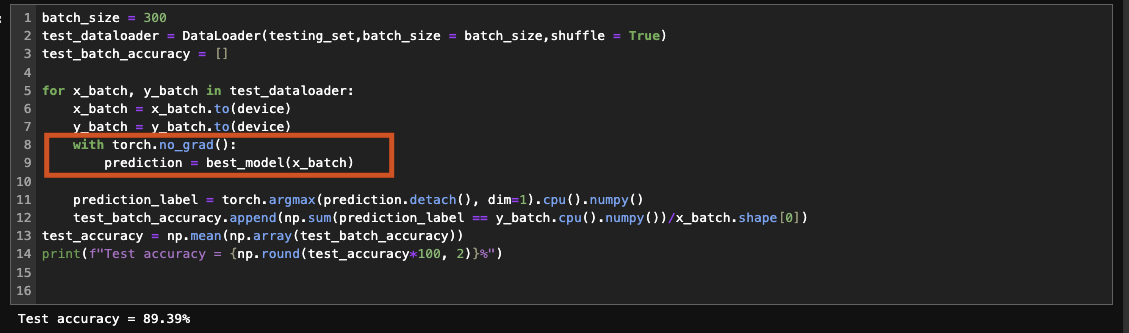 1 batch_size = 300
2 test_dataloader = DataLoader(testing_set,batch_size = batch_size,shuffle = True)
3 test_batch_accuracy = []
4
5 for x_batch, y_batch in test_dataloader:
6     x_batch = x_batch.to(device)
7     y_batch = y_batch.to(device)
8     with torch.no_grad():
9         prediction = best_model(x_batch)
10
11     prediction_label = torch.argmax(prediction.detach(), dim=1).cpu().numpy()
12     test_batch_accuracy.append(np.sum(prediction_label == y_batch.cpu().numpy())/x_batch.shape[0])
13 test_accuracy = np.mean(np.array(test_batch_accuracy))
14 print(f"Test accuracy = {np.round(test_accuracy*100, 2)}%")
15
16
Test accuracy = 89.39%